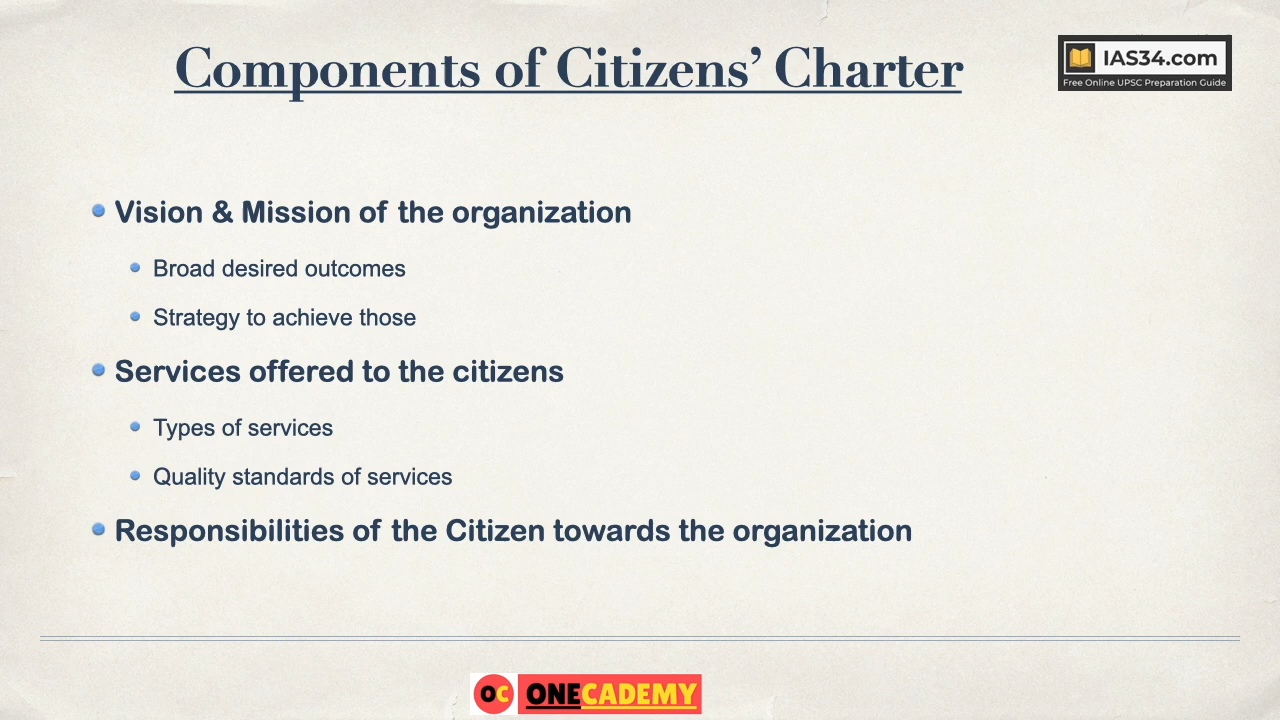 Components of Citizens’ Charter
IAS34.com
Free Online UPSC Preparation Guide
Vision & Mission of the organization
Broad desired outcomes
Strategy to achieve those
Services offered to the citizens
Types of services
Quality standards of services
Responsibilities of the Citizen towards the organization
OC ONECADEMY